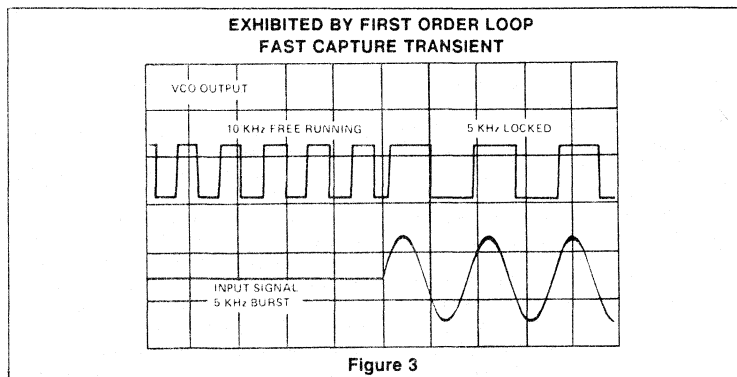 EXHIBITED BY FIRST ORDER LOOP
FAST CAPTURE TRANSIENT
VCO OUTPUT
10 KHz FREE RUNNING
5 KHz LOCKED
INPUT SIGNAL
5 KHz BURST
Figure 3